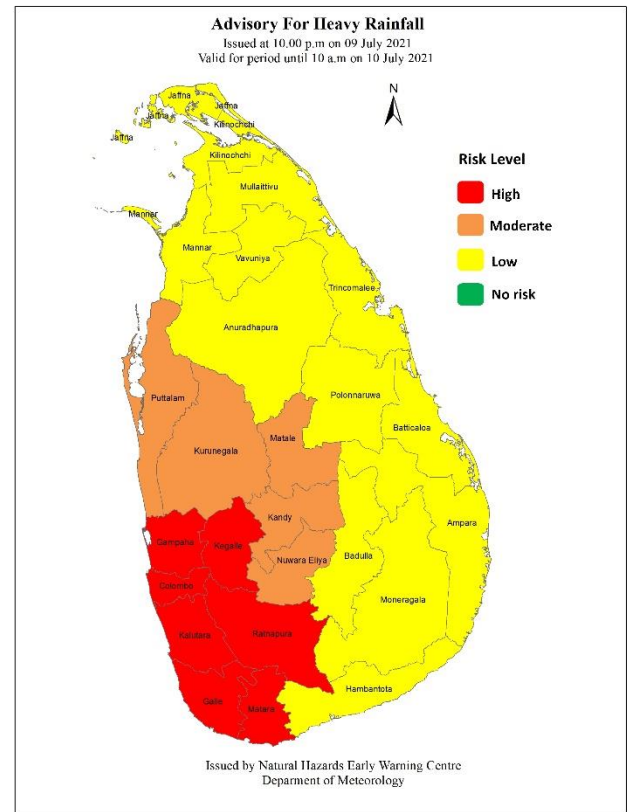 Advisory For Heavy Rainfall
Issued at 10.00 p.m on 09 July 2021
Valid for period until 10 a.m on 10 July 2021
N
Jaffna
Jaffna
Jaffna
Jaffna
Kilinochchi
Kilinochchi
Mullaittivu
Mannar
Mannar
Vavuniya
Trincomalee
Anuradhapura
Risk Level
High
Moderate
Low
No risk
Puttalam
Polonnaruwa
Batticaloa
Kurunegala
Matale
Kandy
Ampara
Gampaha
Kegalle
Nuwara Eliya
Badulla
Colombo
Moneragala
Kalutara
Rathapura
Hambantota
Galle
Matara
Issued by Natural Hazards Early Warning Centre
Deparment of Meteorology